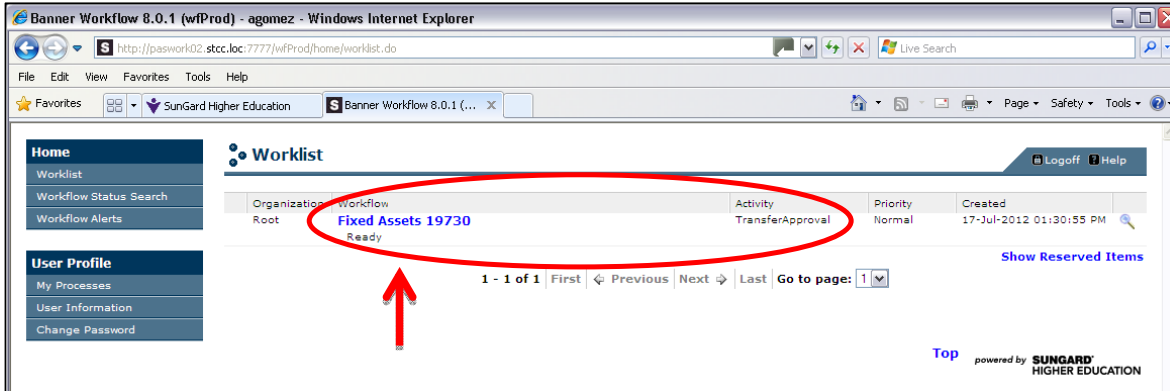 Banner Workflow 8.0.1 (wfProd) - agomez - Windows Internet Explorer
http://paswork02.stcc.loc:7777/wfProd/home/worklist.do
Live Search
File Edit View Favorites Tools Help
Favorites SunGard Higher Education Banner Workflow 8.0.1 (... X Page Safety Tools
Home
Worklist
Workflow Status Search
Workflow Alerts
User Profile
My Processes
User Information
Change Password
Worklist
Logoff Help
Organization Workflow Activity Priority Created
Root Fixed Assets 19730 TransferApproval Normal 17-Jul-2012 01:30:55 PM
Ready
Show Reserved Items
1 - 1 of 1 First Previous Next Last Go to page: 1
Top powered by SUNGARD'
HIGHER EDUCATION